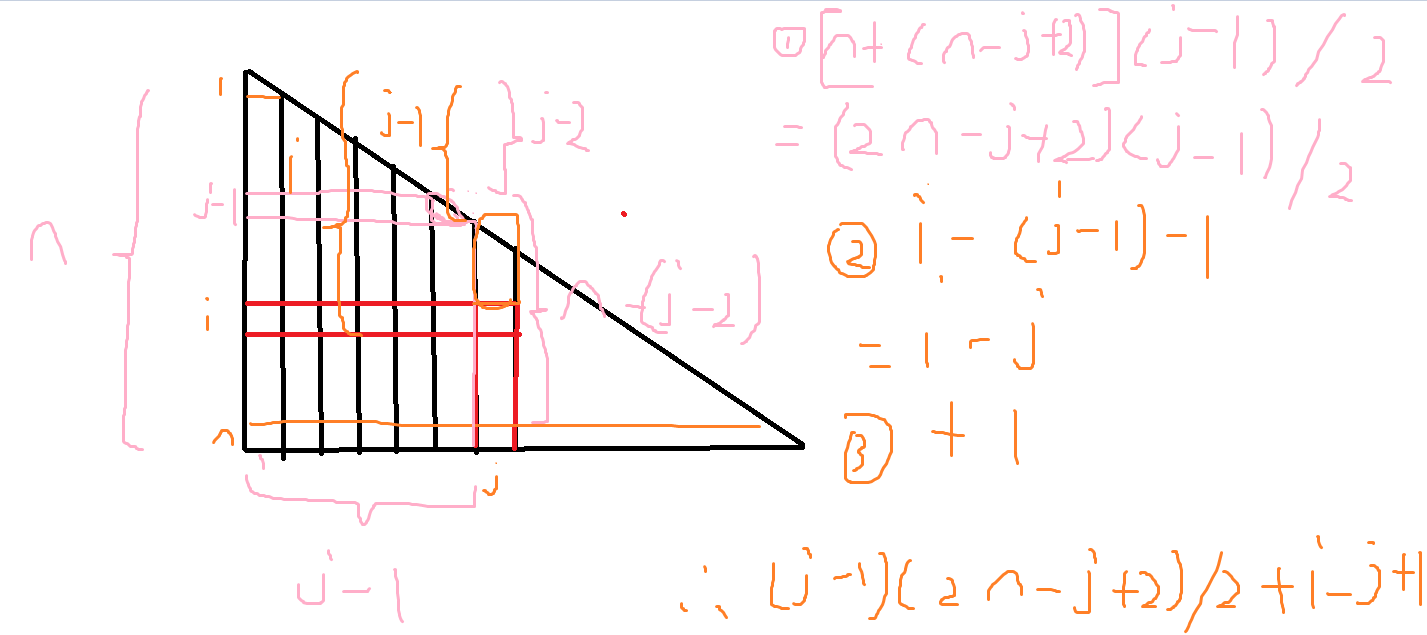 ① [n+(n-j+2)](j-1)/2
= (2n-j+2)(j-1)/2
② i-(j-1)-1
= i-j
③ +1
∴ (j-1)(2n-j+2)/2+i-j+1
1
i
j-1
j-2
j-1
n
i
n-(j-2)
n
1
j
j-1